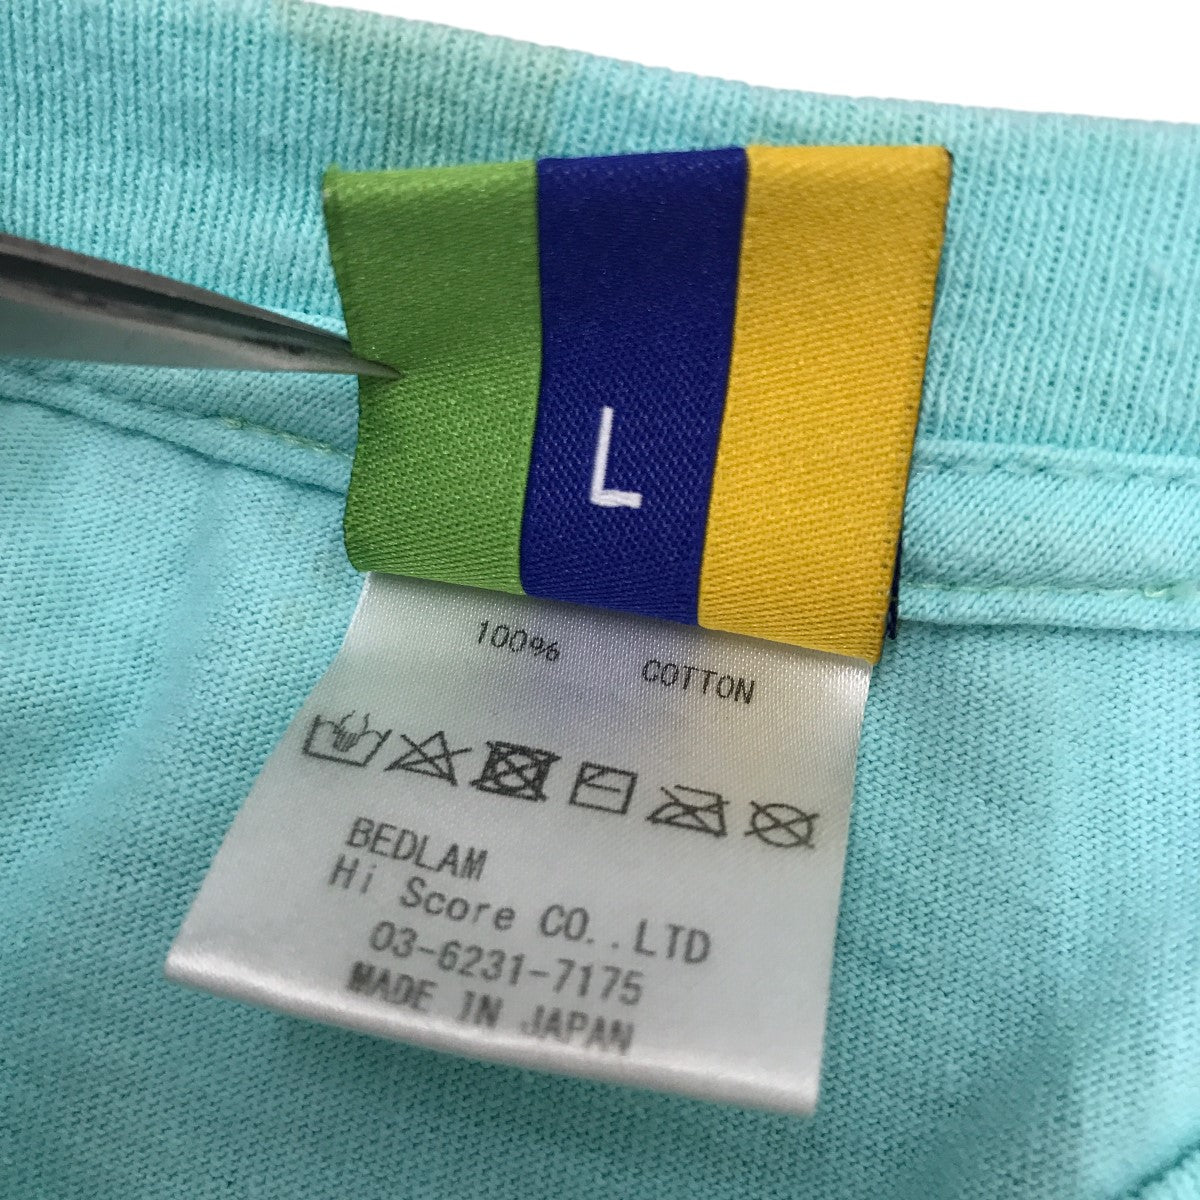 L
100% COTTON
BEDLAM
Hi Score CO.,LTD
03-6231-7175
MADE IN JAPAN